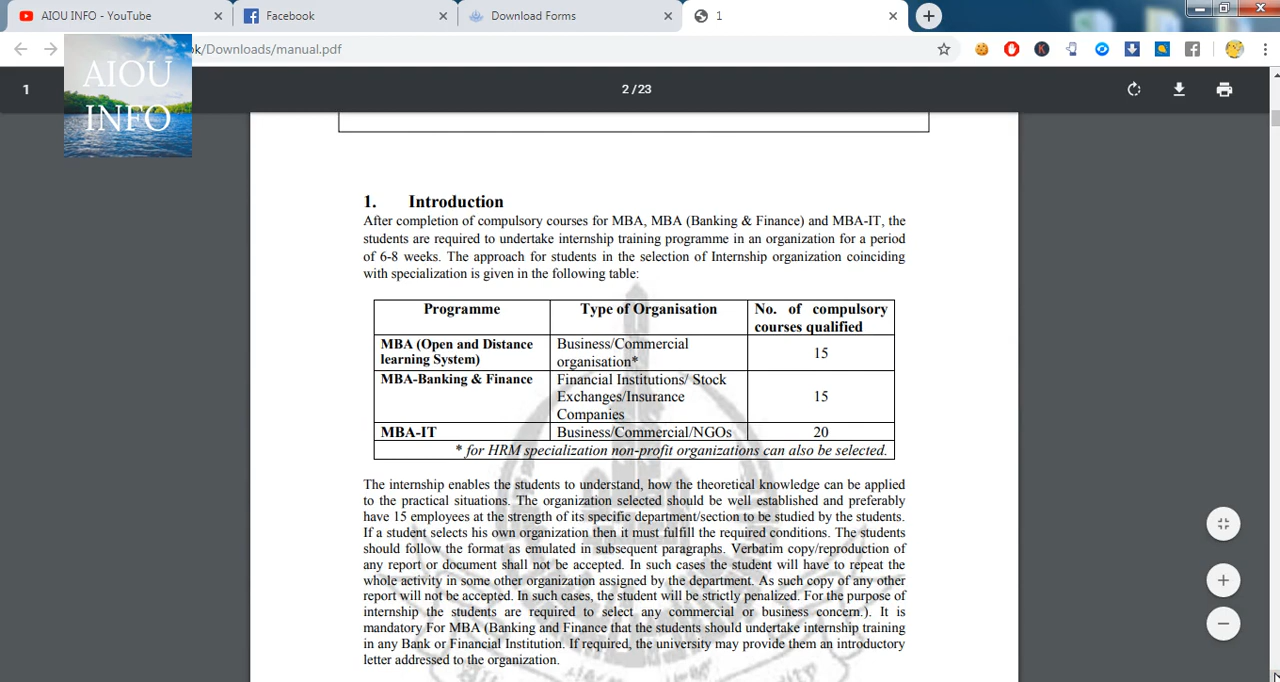 AIOU INFO - YouTube
Facebook
Download Forms
1
k/Downloads/manual.pdf
1
2 / 23
AIOU
INFO
1. Introduction
After completion of compulsory courses for MBA, MBA (Banking & Finance) and MBA-IT, the
students are required to undertake internship training programme in an organization for a period
of 6-8 weeks. The approach for students in the selection of Internship organization coinciding
with specialization is given in the following table:
Programme Type of Organisation No. of compulsory
courses qualified
MBA (Open and Distance
learning System) Business/Commercial
organisation* 15
MBA-Banking & Finance Financial Institutions/ Stock
Exchanges/Insurance
Companies 15
MBA-IT Business/Commercial/NGOs 20
* for HRM specialization non-profit organizations can also be selected.
The internship enables the students to understand, how the theoretical knowledge can be applied
to the practical situations. The organization selected should be well established and preferably
have 15 employees at the strength of its specific department/section to be studied by the students.
If a student selects his own organization then it must fulfill the required conditions. The students
should follow the format as emulated in subsequent paragraphs. Verbatim copy/reproduction of
any report or document shall not be accepted. In such cases the student will have to repeat the
whole activity in some other organization assigned by the department. As such copy of any other
report will not be accepted. In such cases, the student will be strictly penalized. For the purpose of
internship the students are required to select any commercial or business concern.). It is
mandatory For MBA (Banking and Finance that the students should undertake internship training
in any Bank or Financial Institution. If required, the university may provide them an introductory
letter addressed to the organization.